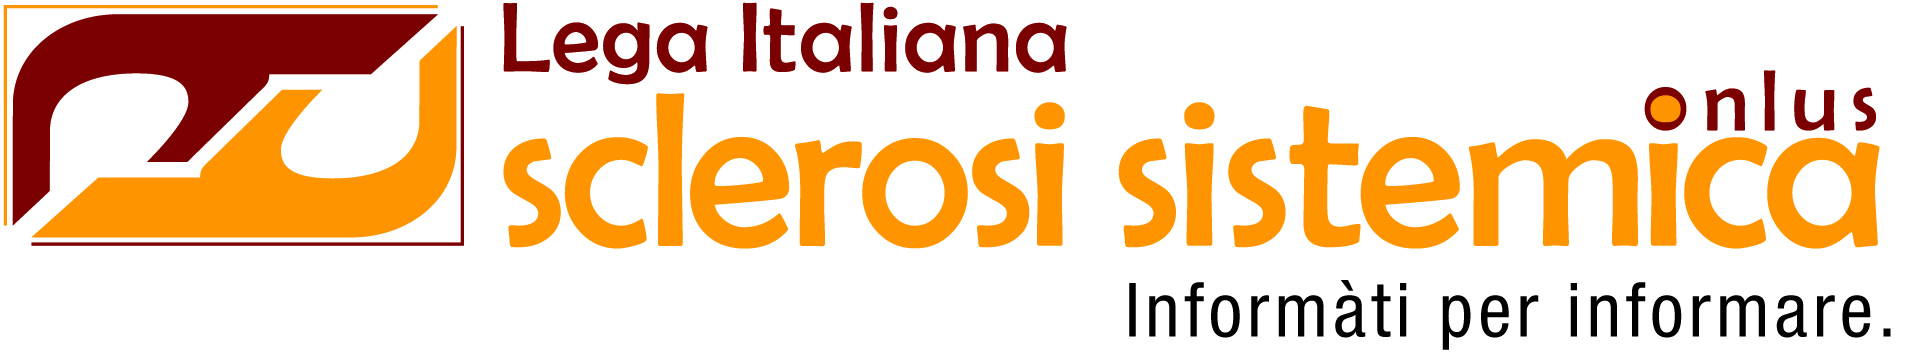 Lega Italiana
onlus
sclerosi sistemica
Informàti per informare.